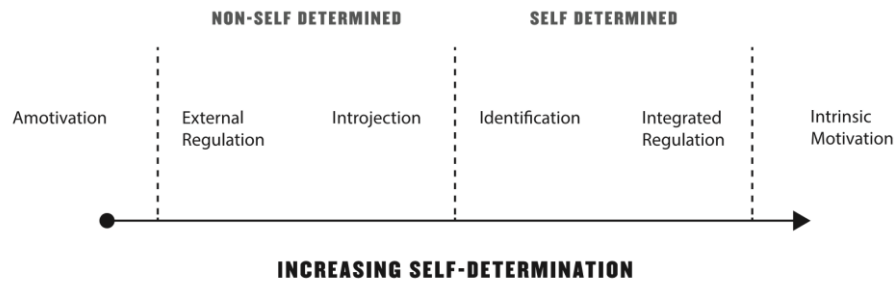 NON-SELF DETERMINED
SELF DETERMINED
Amotivation
External
Regulation
Introjection
Identification
Integrated
Regulation
Intrinsic
Motivation
INCREASING SELF-DETERMINATION